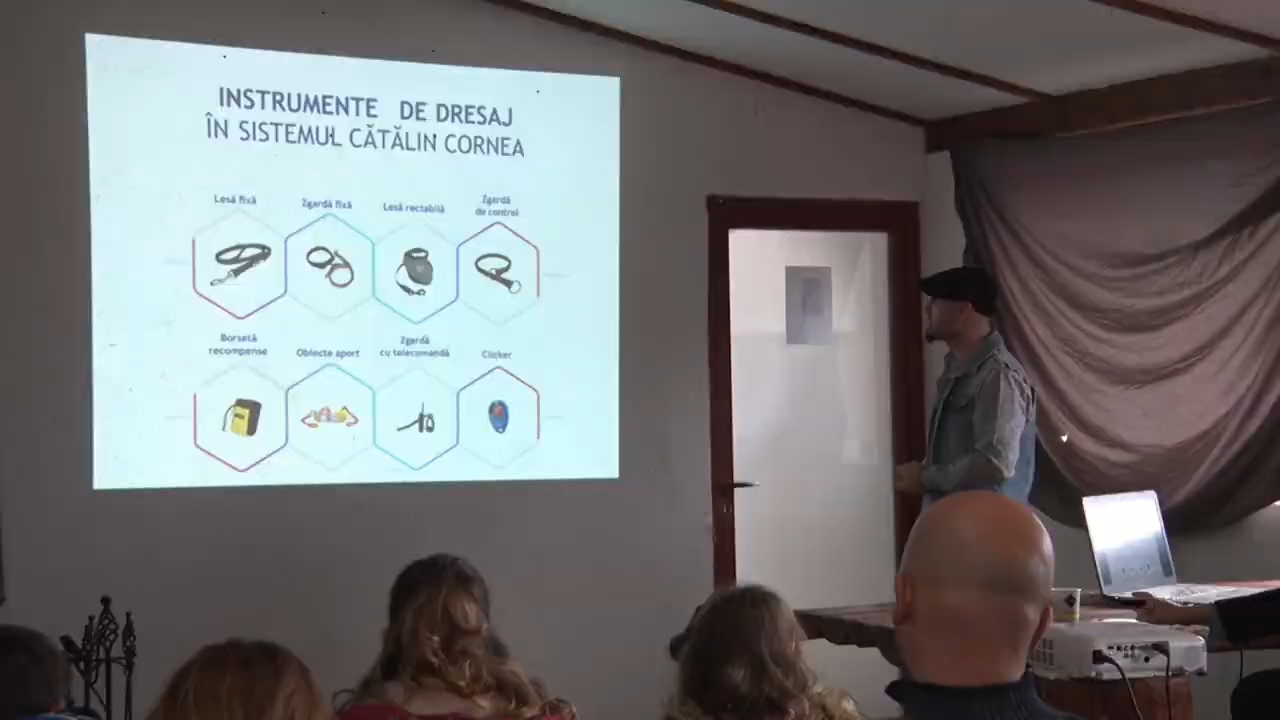 INSTRUMENTE DE DRESAJ
ÎN SISTEMUL CĂTĂLIN CORNEA
Lesă fixă
Zgardă fixă
Lesă rectabilă
Zgardă
de control
Borsetă
recompense
Obiecte aport
Zgardă
cu telecomandă
Clicker